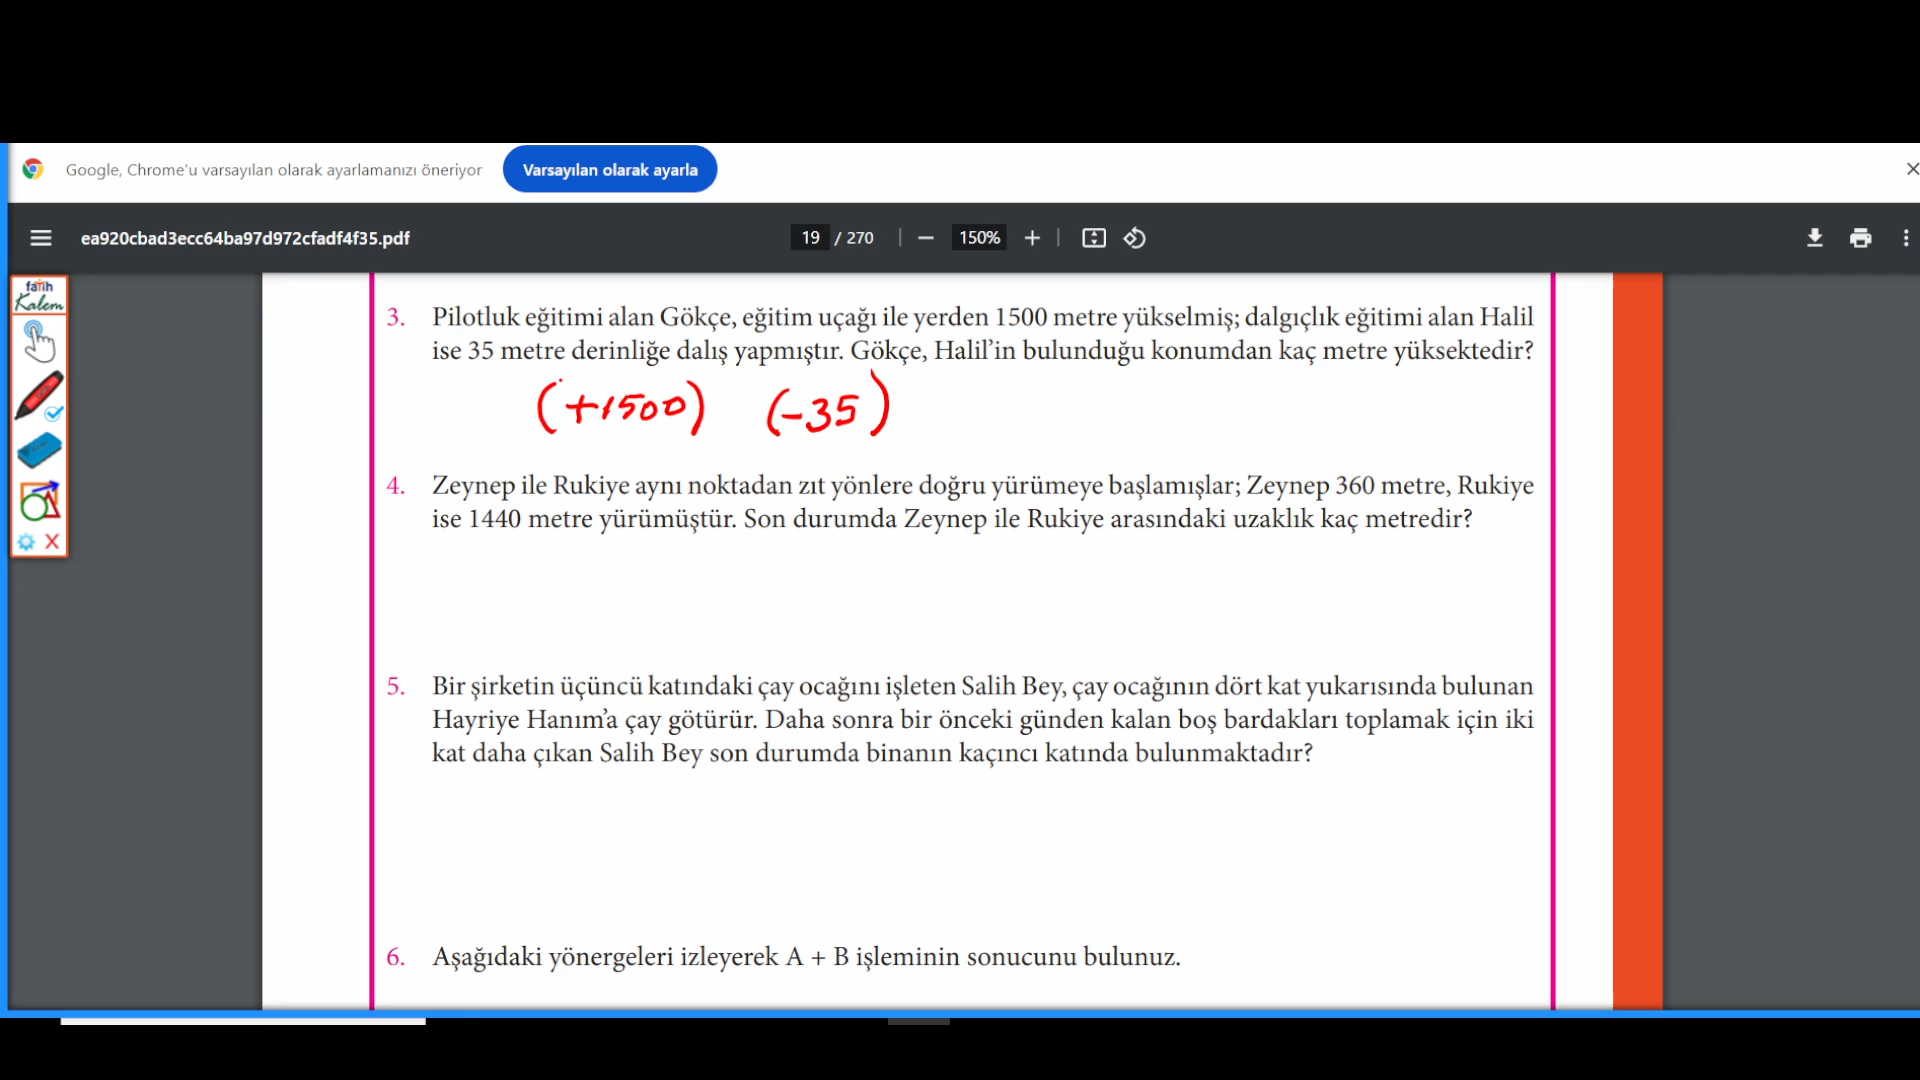 Google, Chrome'u varsayılan olarak ayarlamanızı öneriyor Varsayılan olarak ayarla
ea920cbad3ecc64ba97d972cfadf4f35.pdf 19 / 270 150%
fatih
Kalem
3. Pilotluk eğitimi alan Gökçe, eğitim uçağı ile yerden 1500 metre yükselmiş; dalgıçlık eğitimi alan Halil
ise 35 metre derinliğe dalış yapmıştır. Gökçe, Halil'in bulunduğu konumdan kaç metre yüksektedir?
(+1500) (-35)
4. Zeynep ile Rukiye aynı noktadan zıt yönlere doğru yürümeye başlamışlar; Zeynep 360 metre, Rukiye
ise 1440 metre yürümüştür. Son durumda Zeynep ile Rukiye arasındaki uzaklık kaç metredir?
5. Bir şirketin üçüncü katındaki çay ocağını işleten Salih Bey, çay ocağının dört kat yukarısında bulunan
Hayriye Hanım'a çay götürür. Daha sonra bir önceki günden kalan boş bardakları toplamak için iki
kat daha çıkan Salih Bey son durumda binanın kaçıncı katında bulunmaktadır?
6. Aşağıdaki yönergeleri izleyerek A + B işleminin sonucunu bulunuz.